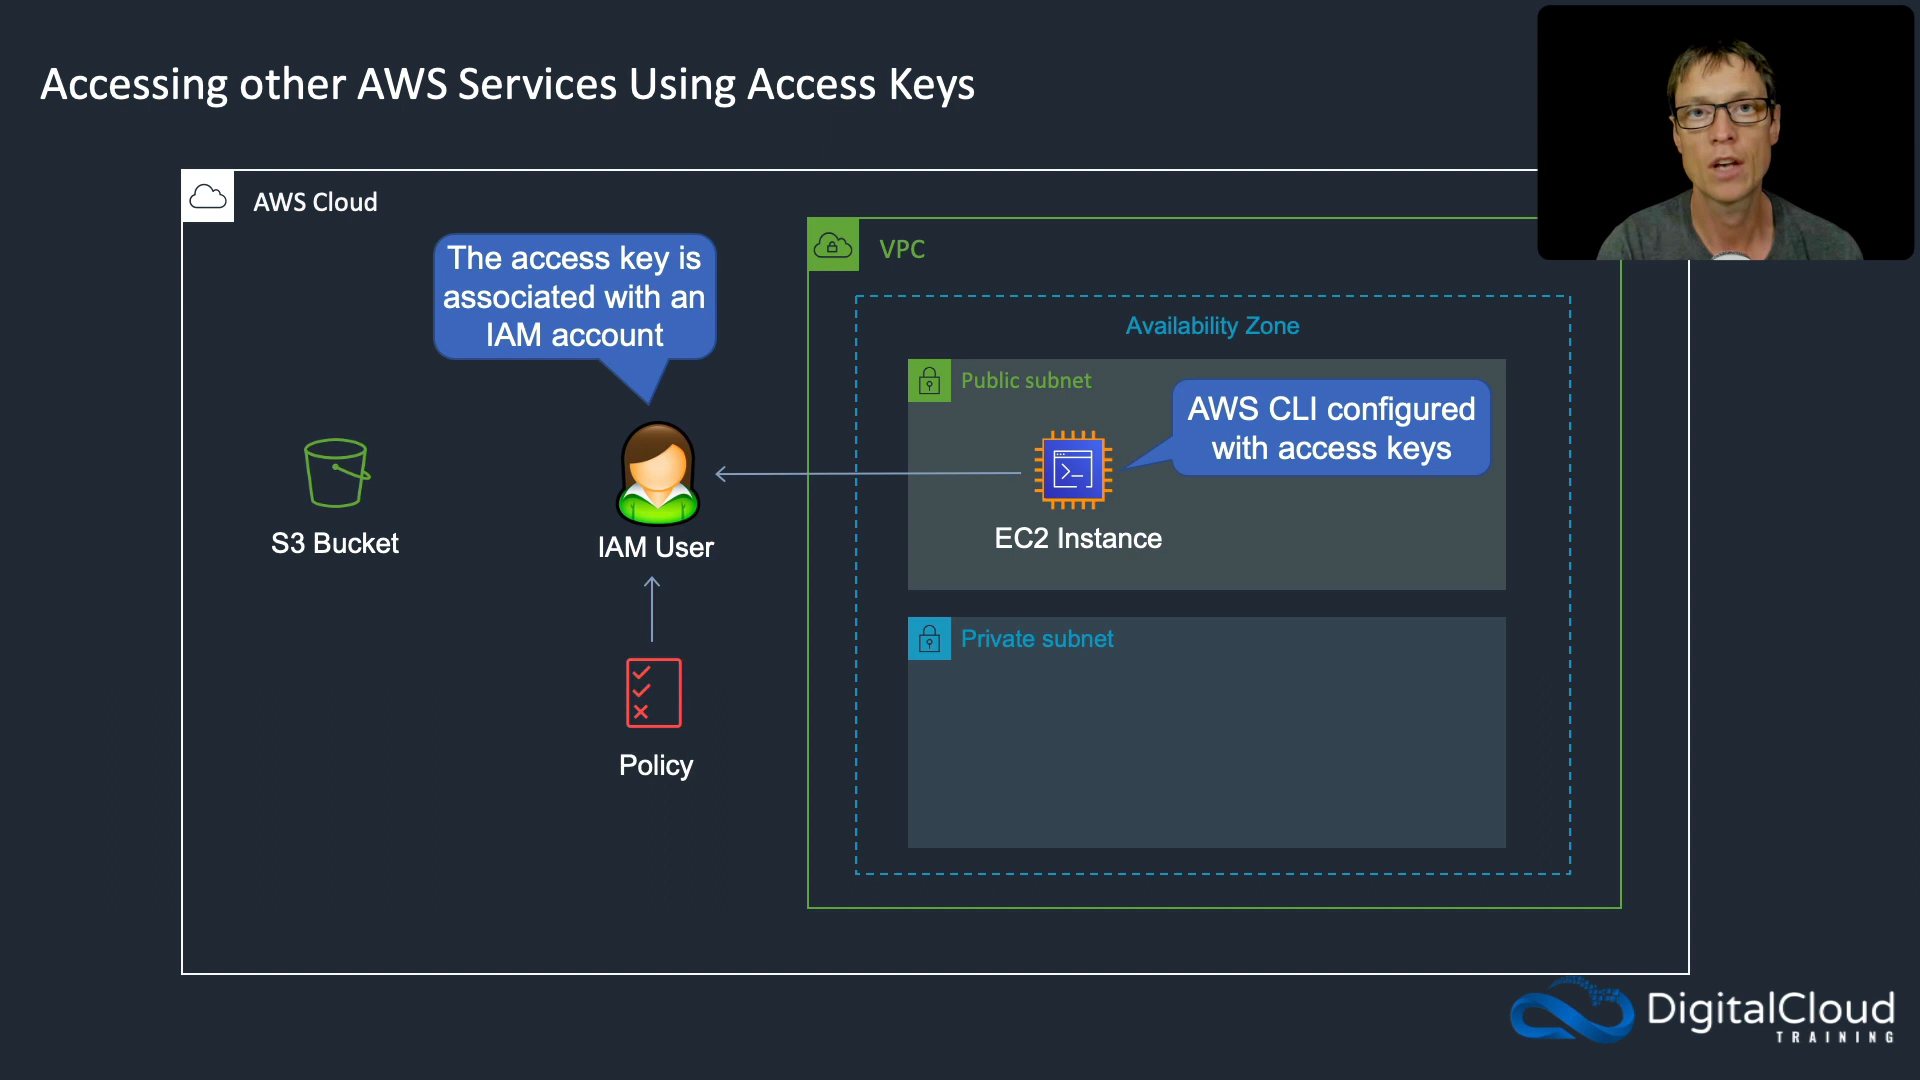 Accessing other AWS Services Using Access Keys
AWS Cloud
The access key is
associated with an
IAM account
VPC
Availability Zone
Public subnet
AWS CLI configured
with access keys
EC2 Instance
S3 Bucket
IAM User
Private subnet
Policy
DigitalCloud
TRAINING